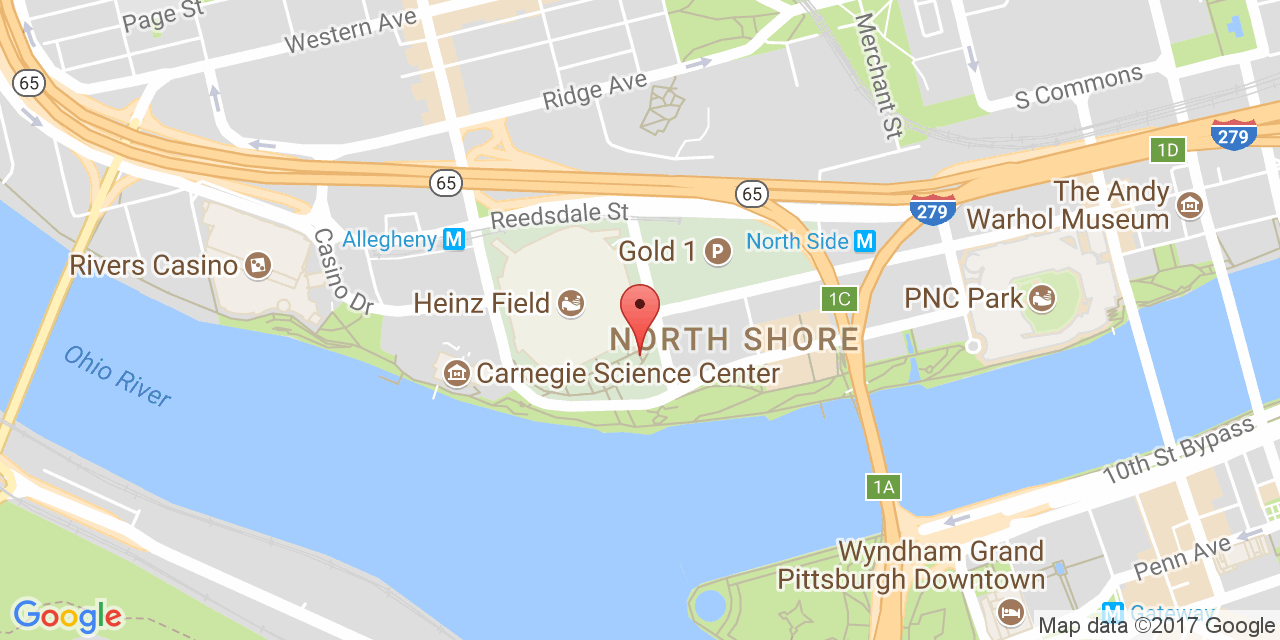 Page St
Western Ave
Merchant St
65
Ridge Ave
S Commons
279
1D
65
65
The Andy
Warhol Museum
279
Reedsdale St
Allegheny M
Gold 1 P
North Side M
Rivers Casino
Casino Dr
Heinz Field
1C
PNC Park
NORTH SHORE
Ohio River
Carnegie Science Center
10th St Bypass
1A
Wyndham Grand
Pittsburgh Downtown
Penn Ave
M Gateway
Google
Map data ©2017 Google